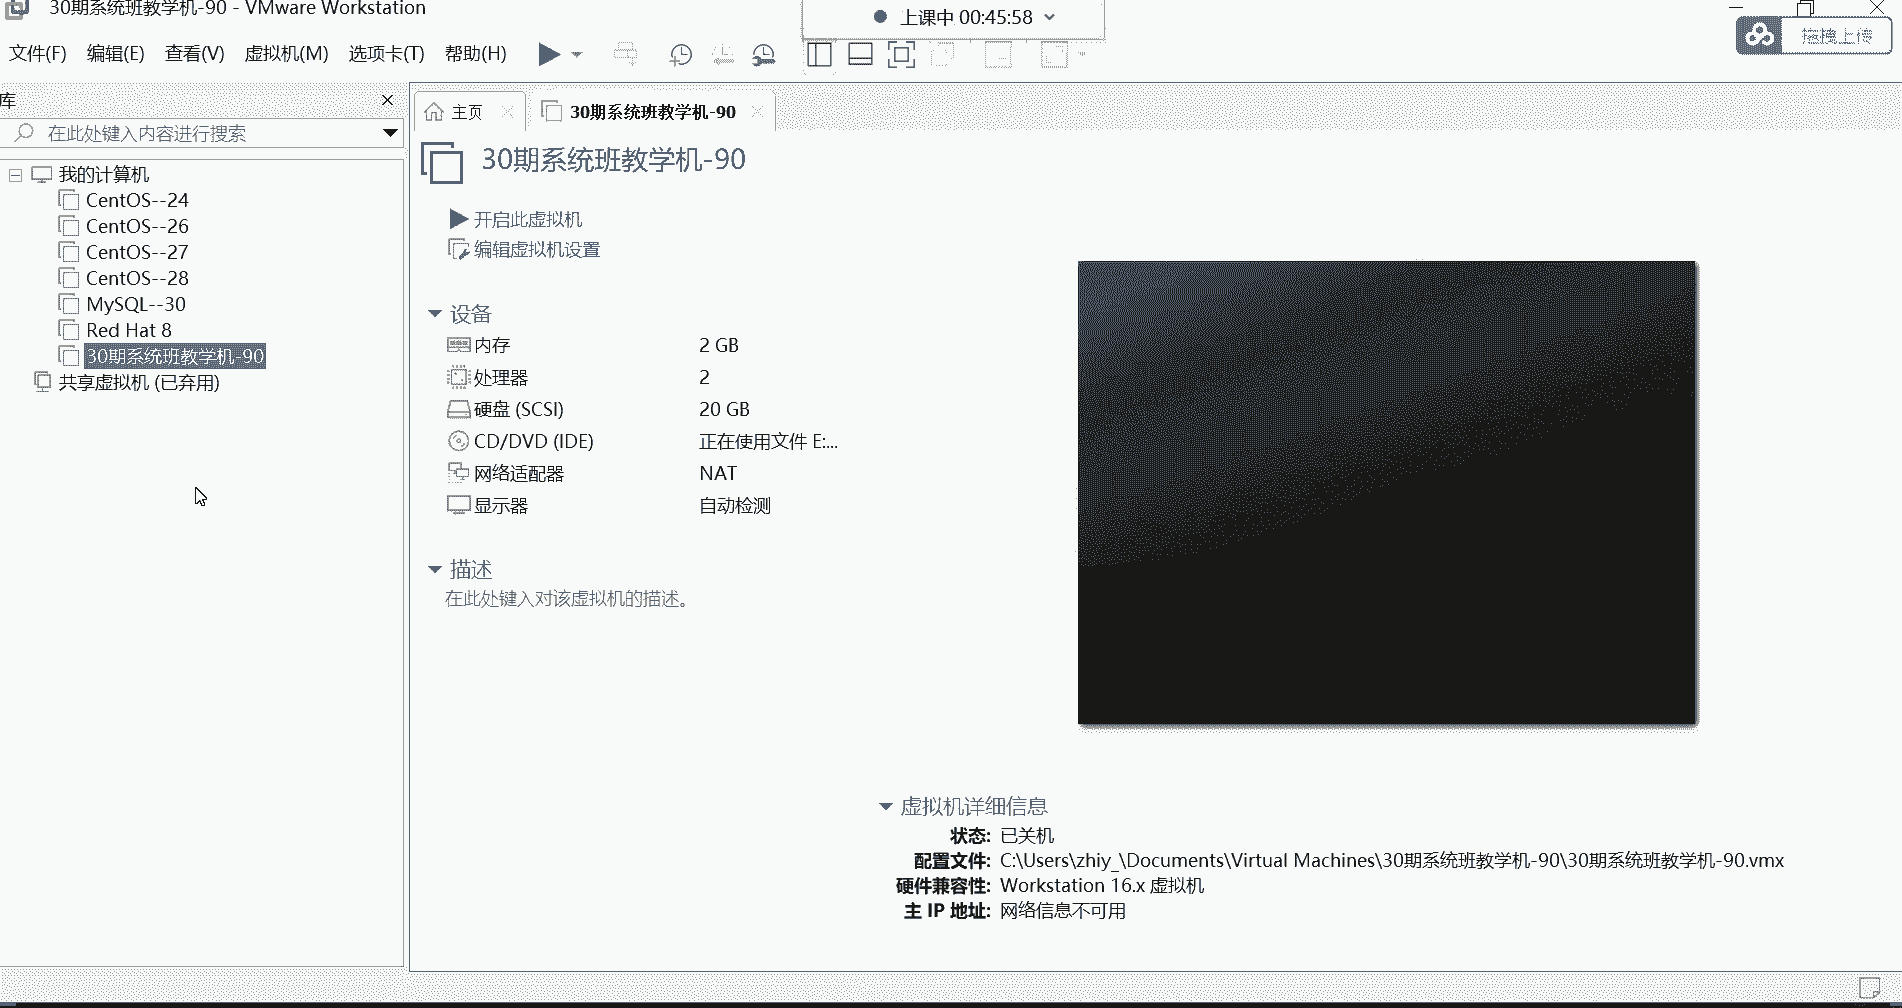 30期系统班教学机-90 - VMware Workstation
上课中 00:45:58
文件(F) 编辑(E) 查看(V) 虚拟机(M) 选项卡(T) 帮助(H)
拖拽上传
库
在此处键入内容进行搜索
我的计算机
CentOS--24
CentOS--26
CentOS--27
CentOS--28
MySQL--30
Red Hat 8
30期系统班教学机-90
共享虚拟机 (已弃用)
主页
30期系统班教学机-90
30期系统班教学机-90
开启此虚拟机
编辑虚拟机设置
设备
内存 2 GB
处理器 2
硬盘 (SCSI) 20 GB
CD/DVD (IDE) 正在使用文件 E:...
网络适配器 NAT
显示器 自动检测
描述
在此处键入对该虚拟机的描述。
虚拟机详细信息
状态: 已关机
配置文件: C:\Users\zhiy_\Documents\Virtual Machines\30期系统班教学机-90\30期系统班教学机-90.vmx
硬件兼容性: Workstation 16.x 虚拟机
主 IP 地址: 网络信息不可用